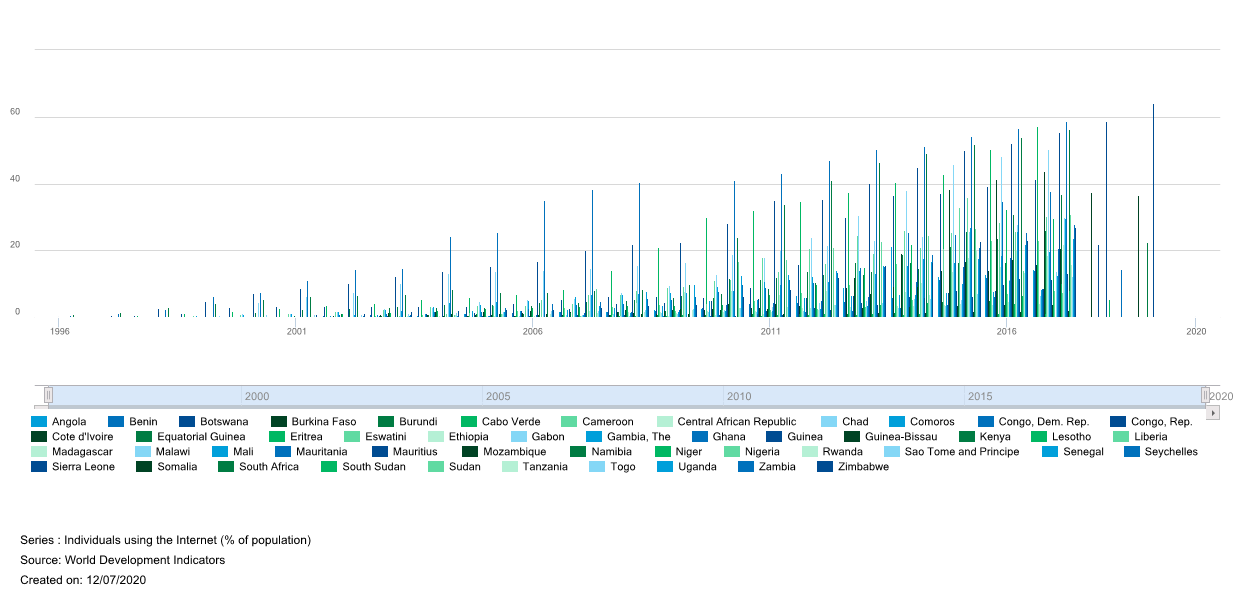 60
40
20
0
1996 2001 2006 2011 2016 2020
2000 2005 2010 2015 2020
Angola Benin Botswana Burkina Faso Burundi Cabo Verde Cameroon Central African Republic Chad Comoros Congo, Dem. Rep. Congo, Rep.
Cote d'Ivoire Equatorial Guinea Eritrea Eswatini Ethiopia Gabon Gambia, The Ghana Guinea Guinea-Bissau Kenya Lesotho Liberia
Madagascar Malawi Mali Mauritania Mauritius Mozambique Namibia Niger Nigeria Rwanda Sao Tome and Principe Senegal Seychelles
Sierra Leone Somalia South Africa South Sudan Sudan Tanzania Togo Uganda Zambia Zimbabwe
Series : Individuals using the Internet (% of population)
Source: World Development Indicators
Created on: 12/07/2020